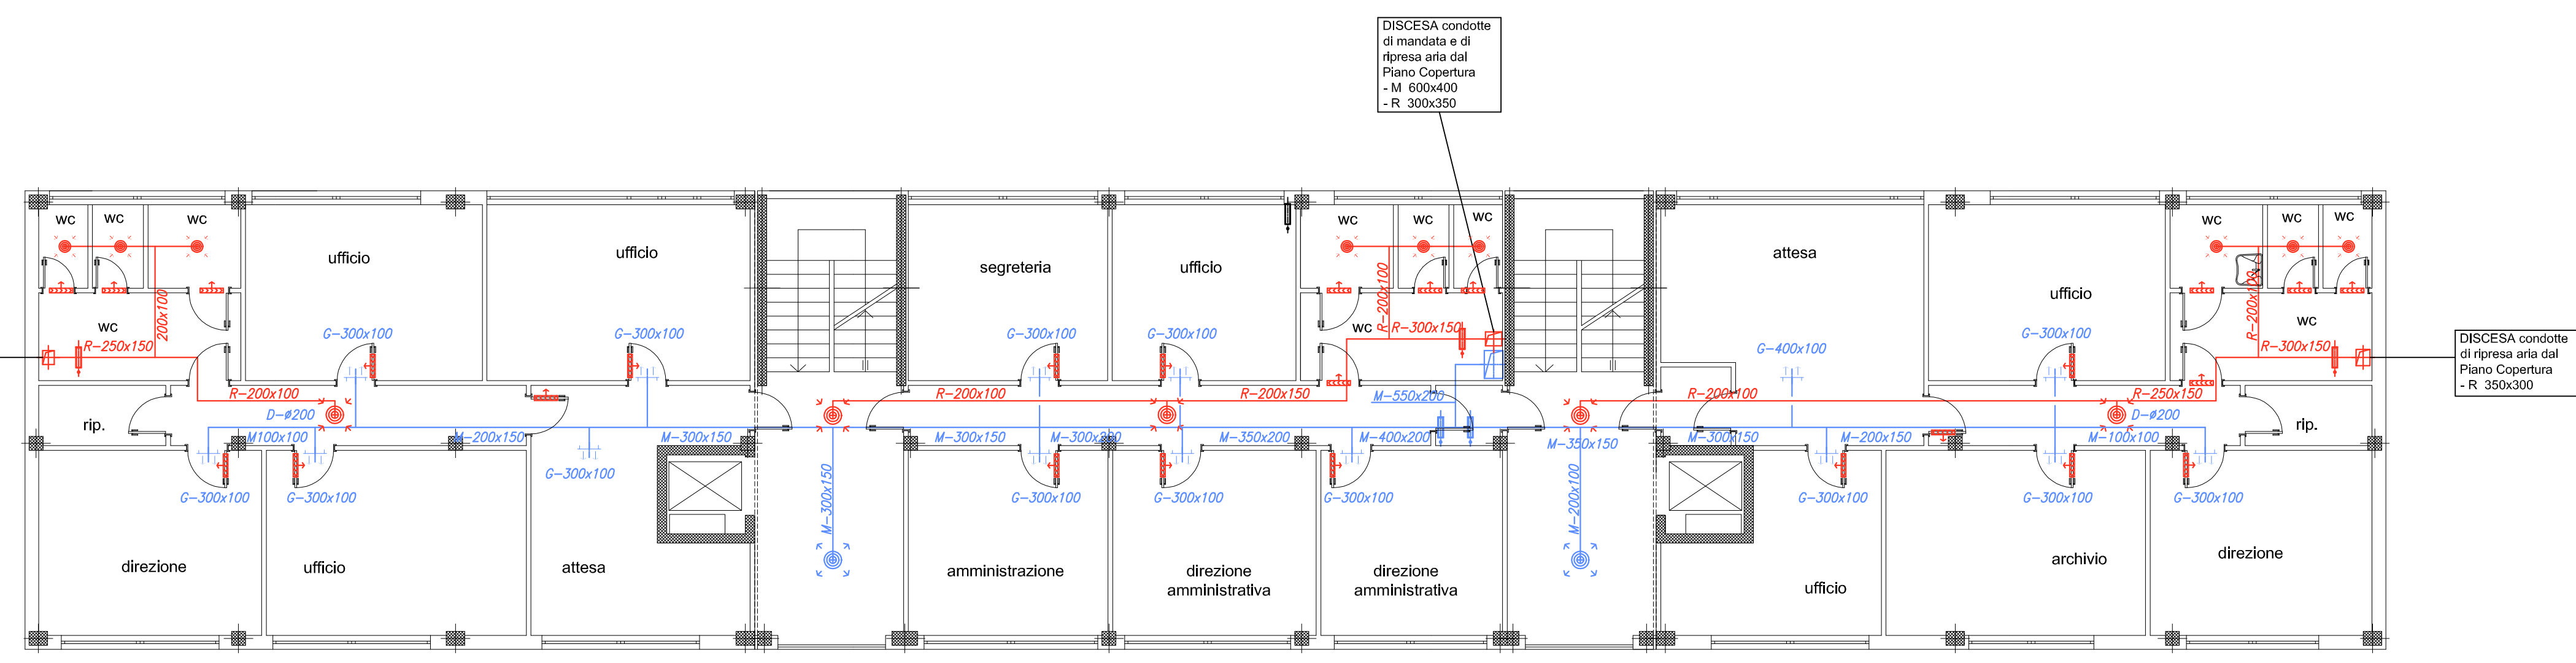 DISCESA condotte
di mandata e di
ripresa aria dal
Piano Copertura
- M 600x400
- R 300x350
wc
wc
wc
ufficio
ufficio
segreteria
ufficio
wc
wc
wc
attesa
ufficio
wc
wc
wc
200x100
R-200x100
R-200x100
wc
R-250x150
G-300x100
G-300x100
G-300x100
G-300x100
wc
R-300x150
G-400x100
G-300x100
wc
R-300x150
DISCESA condotte
di ripresa aria dal
Piano Copertura
- R 350x300
R-200x100
R-200x100
R-200x150
M-550x200
R-200x100
R-250x150
rip.
D-ø200
D-ø200
rip.
M100x100
M-200x150
M-300x150
M-300x150
M-300x200
M-350x200
M-400x200
M-350x150
M-300x150
M-200x150
M-100x100
G-300x100
G-300x100
G-300x100
M-300x150
G-300x100
G-300x100
G-300x100
M-200x100
G-300x100
G-300x100
G-300x100
direzione
ufficio
attesa
amministrazione
direzione
amministrativa
direzione
amministrativa
ufficio
archivio
direzione